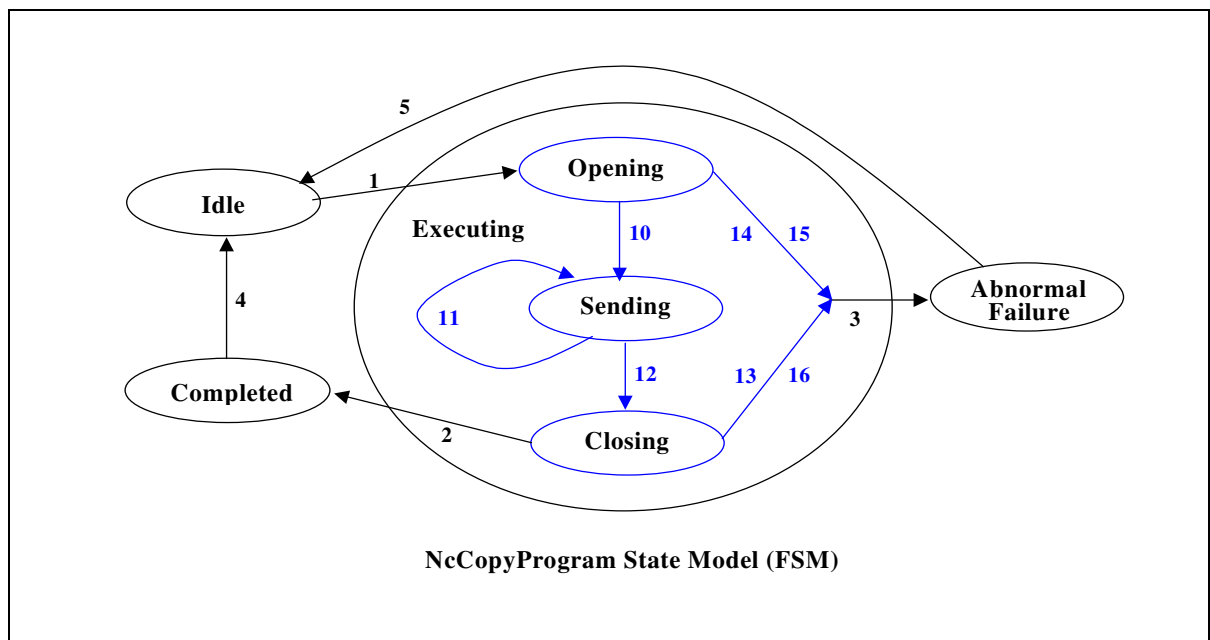 5
Opening
1
Idle
Executing
10
14
15
Abnormal
Failure
Sending
4
11
3
12
13
16
Completed
2
Closing
NcCopyProgram State Model (FSM)